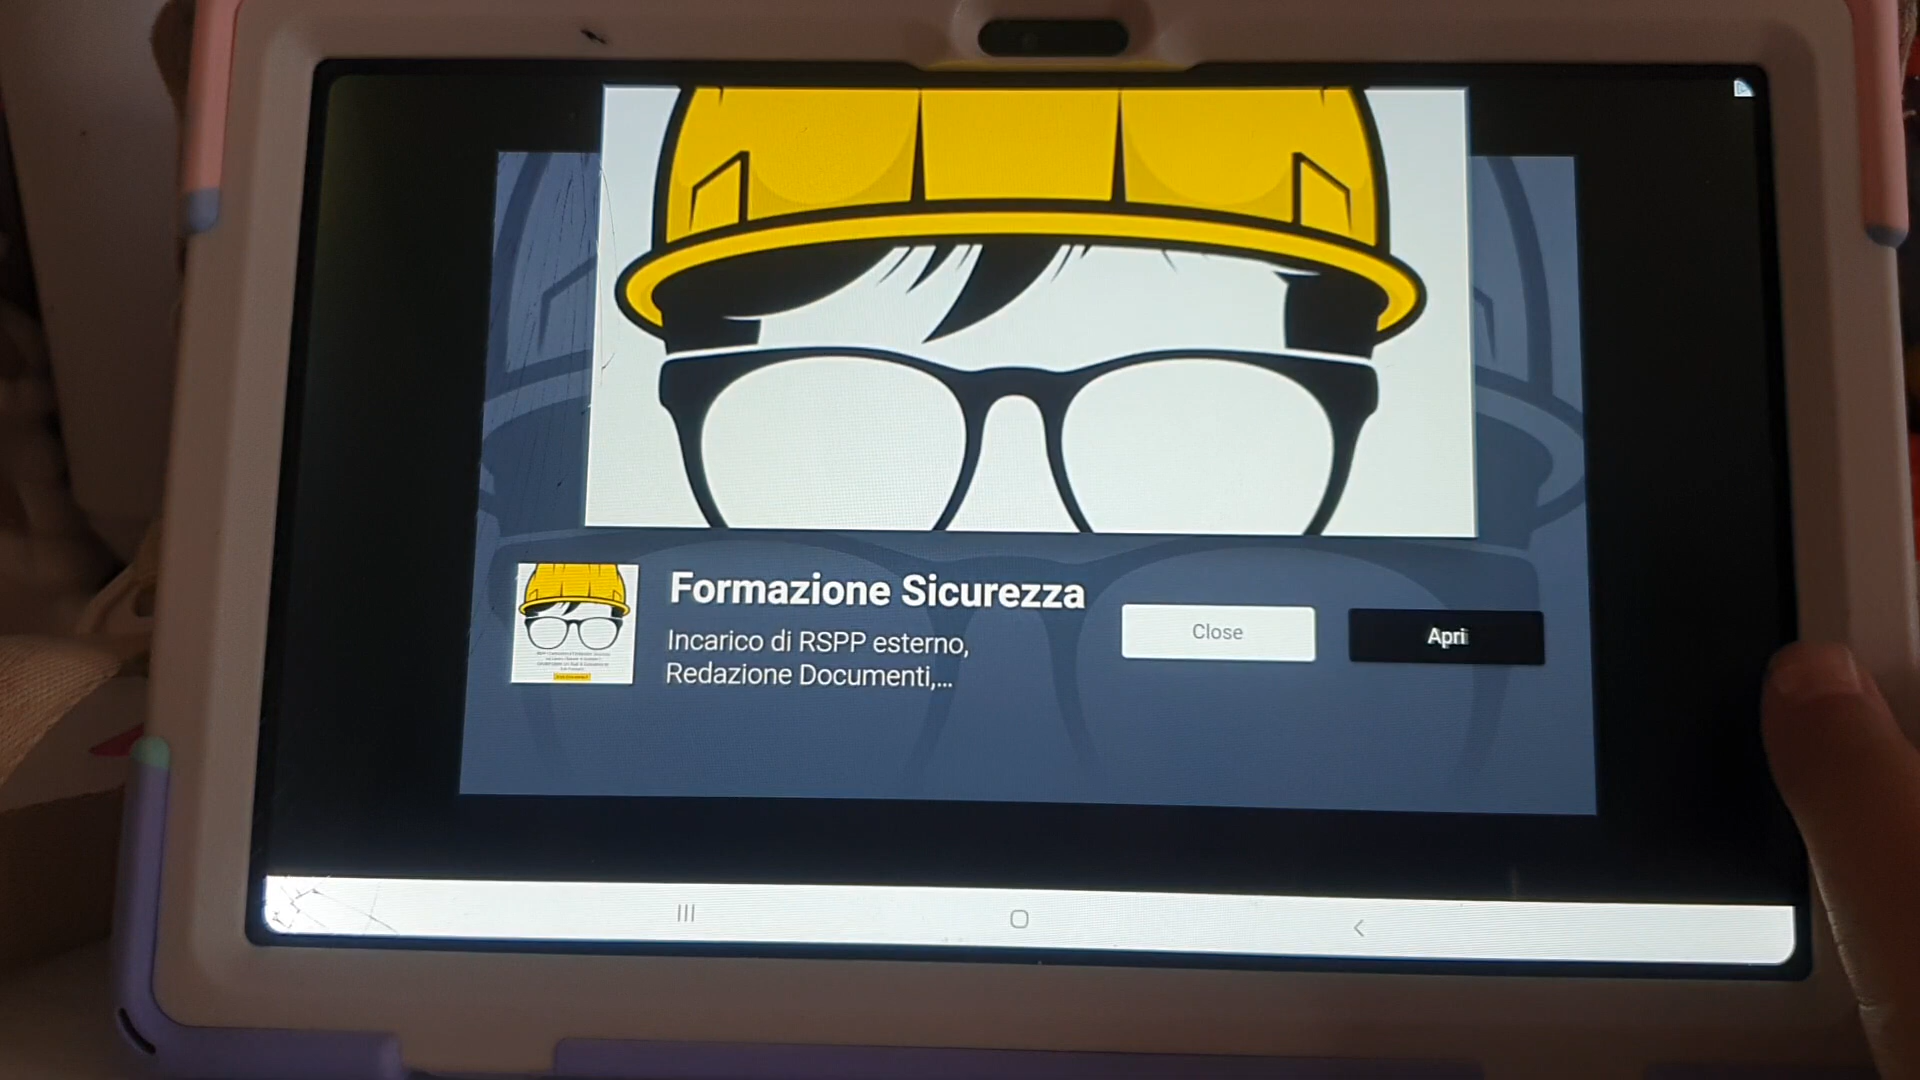 Formazione Sicurezza
Incarico di RSPP esterno,
Redazione Documenti,...
Close
Apri